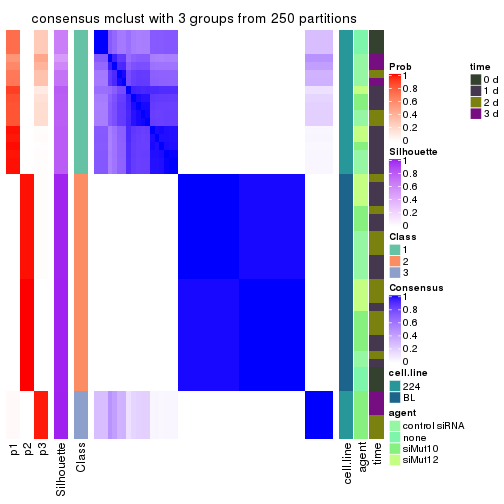 consensus mclust with 3 groups from 250 partitions
Prob
1
0.8
0.6
0.4
0.2
0
time
0 d
1 d
2 d
3 d
Silhouette
1
0.8
0.6
0.4
0.2
0
Class
1
2
3
Consensus
1
0.8
0.6
0.4
0.2
0
cell.line
224
BL
agent
control siRNA
none
siMut10
siMut12
p1
p2
p3
Silhouette
Class
cell.line
agent
time